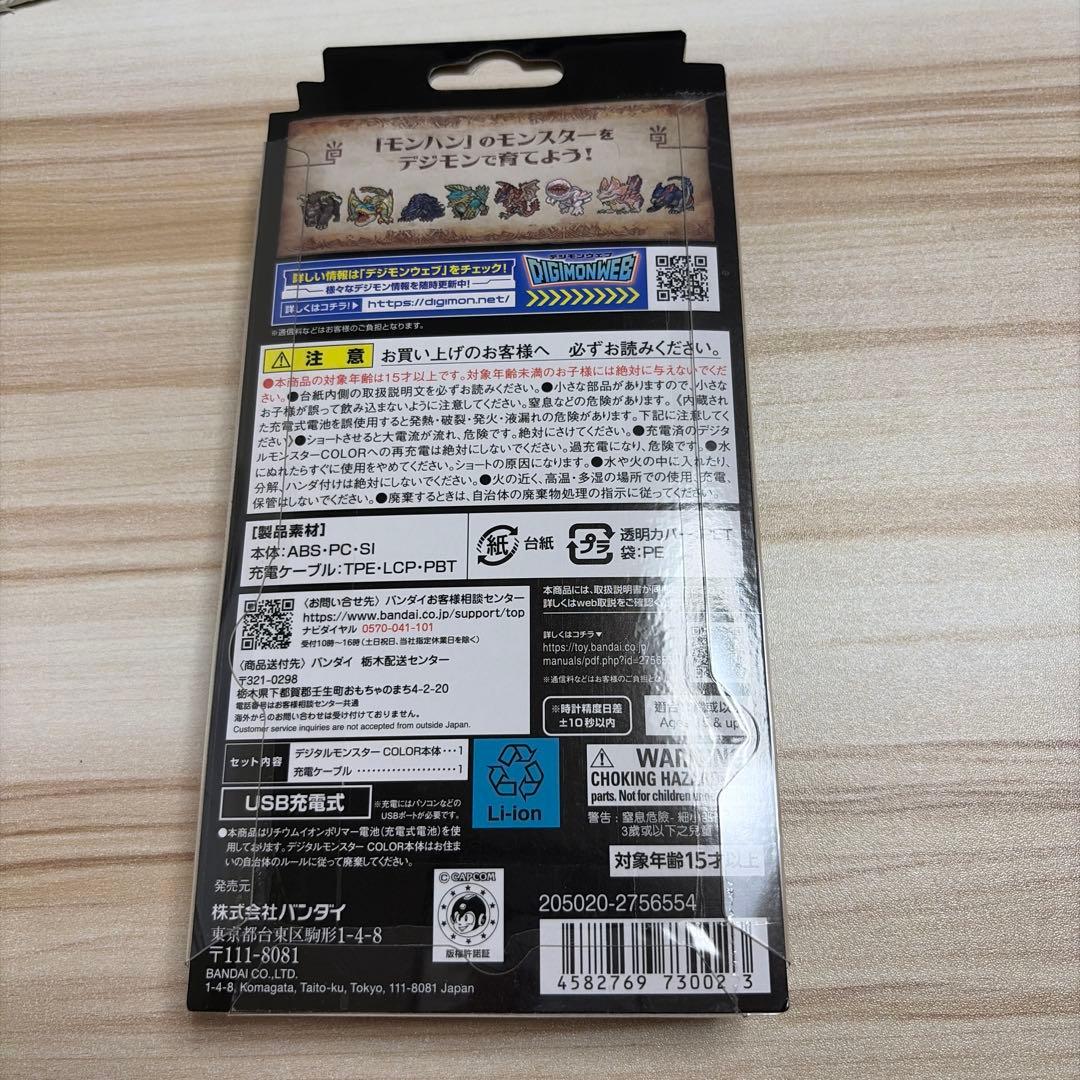 「モンハン」のモンスターを
デジモンで育てよう!
詳しい情報は「デジモンウェブ」をチェック!
様々なデジモン情報を随時更新中!
詳しくはコチラ!▶ https://digimon.net/
デジモンウェブ
DIGIMONWEB
※通信料などはお客様のご負担となります。
注 意 お買い上げのお客様へ 必ずお読みください。
●本商品の対象年齢は15才以上です。対象年齢未満のお子様には絶対に与えないでくだ
さい。●台紙内側の取扱説明文を必ずお読みください。●小さな部品がありますので、小さな
お子様が誤って飲み込まないように注意してください。窒息などの危険があります。《内蔵され
た充電式電池を誤使用すると発熱・破裂・発火・液漏れの危険があります。下記に注意してく
ださい》●ショートさせると大電流が流れ、危険です。絶対にさけてください。●充電済のデジタ
ルモンスターCOLORへの再充電は絶対にしないでください。過充電になり、危険です。●水
にぬれたらすぐに使用をやめてください。ショートの原因になります。●水や火の中に入れたり、
分解、ハンダ付けは絶対にしないでください。●火の近く、高温・多湿の場所での使用、充電、
保管はしないでください。●廃棄するときは、自治体の廃棄物処理の指示に従ってください。
[製品素材]
本体:ABS・PC・SI
充電ケーブル:TPE・LCP・PBT
紙 台紙
プラ
透明カバー
袋:PE
〈お問い合せ先〉バンダイお客様相談センター
https://www.bandai.co.jp/support/top
ナビダイヤル 0570-041-101
受付10時〜16時(土日祝日、当社指定休業日を除く)
〈商品送付先〉バンダイ 栃木配送センター
〒321-0298
栃木県下都賀郡壬生町おもちゃのまち4-2-20
電話番号はお客様相談センター共通
海外からのお問い合わせは受け付けておりません。
Customer service inquiries are not accepted from outside Japan.
本商品には、取扱説明書が同
詳しくはweb取説をご確認く
詳しくはコチラ▼
https://toy.bandai.co.jp/
manuals/pdf.php?id=27565
※通信料などはお客様のご負担とな
※時計精度日差
±10秒以内
Ages 15 & up
セット内容
デジタルモンスター COLOR本体・・・1
充電ケーブル ・・・・・・・・・・・・・・・・・・1
USB充電式
※充電にはパソコンなどの
USBポートが必要です。
Li-ion
WARNIN
CHOKING HAZA
parts. Not for children un
警告:窒息危險-細小
3歲或以下之兒童
●本商品はリチウムイオンポリマー電池(充電式電池)を使
用しております。デジタルモンスター COLOR本体はお住ま
いの自治体のルールに従って廃棄してください。
対象年齢15才以上
発売元
株式会社バンダイ
東京都台東区駒形1-4-8
〒111-8081
BANDAI CO.,LTD.
1-4-8, Komagata, Taito-ku, Tokyo, 111-8081 Japan
©CAPCOM
版権許諾証
205020-2756554
4582769 73002 3